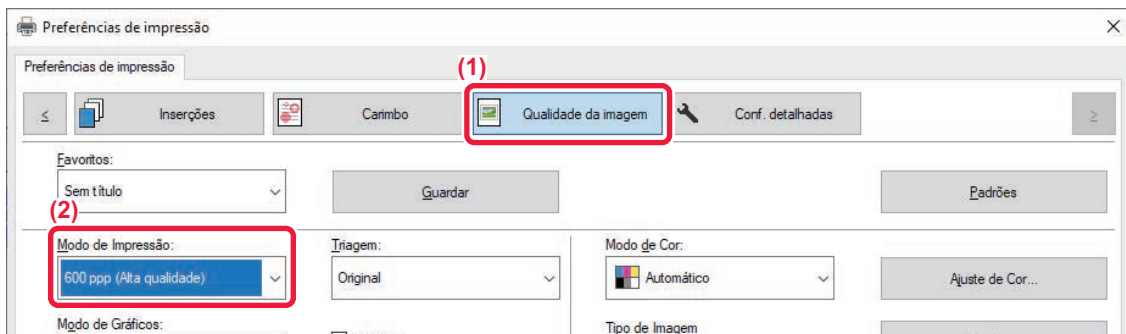 Preferências de impressão
Preferências de impressão
(1)
< Inserções Carimbo Qualidade da imagem Conf. detalhadas >
Favoritos:
Sem título Guardar Padrões
(2)
Modo de Impressão: Triagem: Modo de Cor:
600 ppp (Alta qualidade) Original Automático Ajuste de Cor...
Modo de Gráficos: Tipo de Imagem